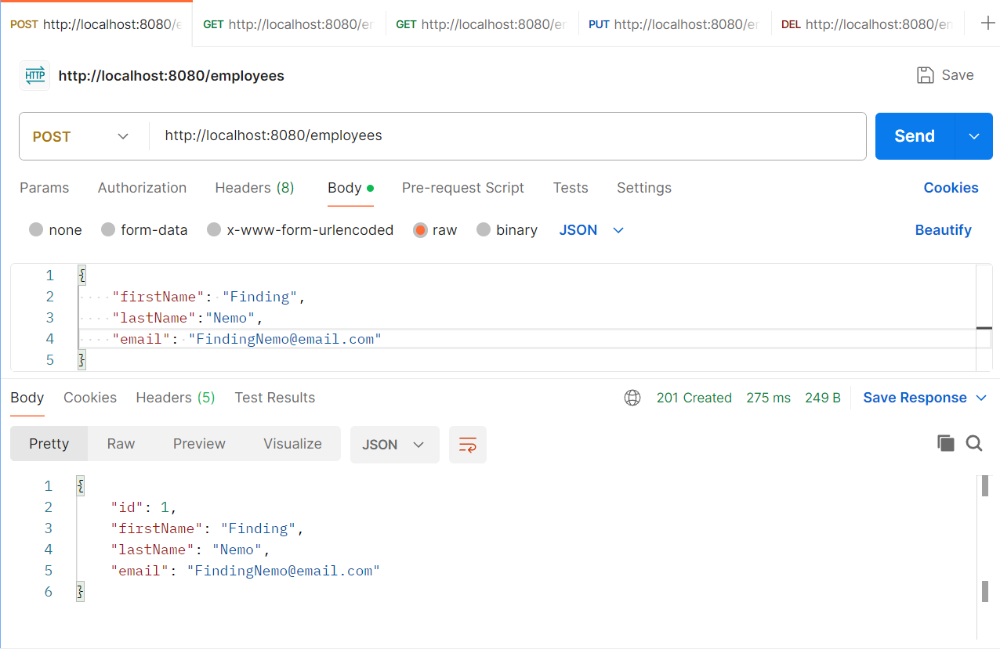 POST http://localhost:8080/e GET http://localhost:8080/er GET http://localhost:8080/er PUT http://localhost:8080/er DEL http://localhost:8080/en
HTTP http://localhost:8080/employees Save
POST http://localhost:8080/employees Send
Params Authorization Headers (8) Body Pre-request Script Tests Settings Cookies
none form-data x-www-form-urlencoded raw binary JSON Beautify
1 {
2 "firstName": "Finding",
3 "lastName":"Nemo",
4 "email": "FindingNemo@email.com"
5 }
Body Cookies Headers (5) Test Results 201 Created 275 ms 249 B Save Response
Pretty Raw Preview Visualize JSON
1 {
2 "id": 1,
3 "firstName": "Finding",
4 "lastName": "Nemo",
5 "email": "FindingNemo@email.com"
6 }